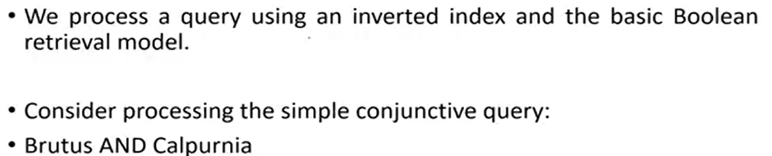 • We process a query using an inverted index and the basic Boolean
retrieval model.
• Consider processing the simple conjunctive query:
• Brutus AND Calpurnia